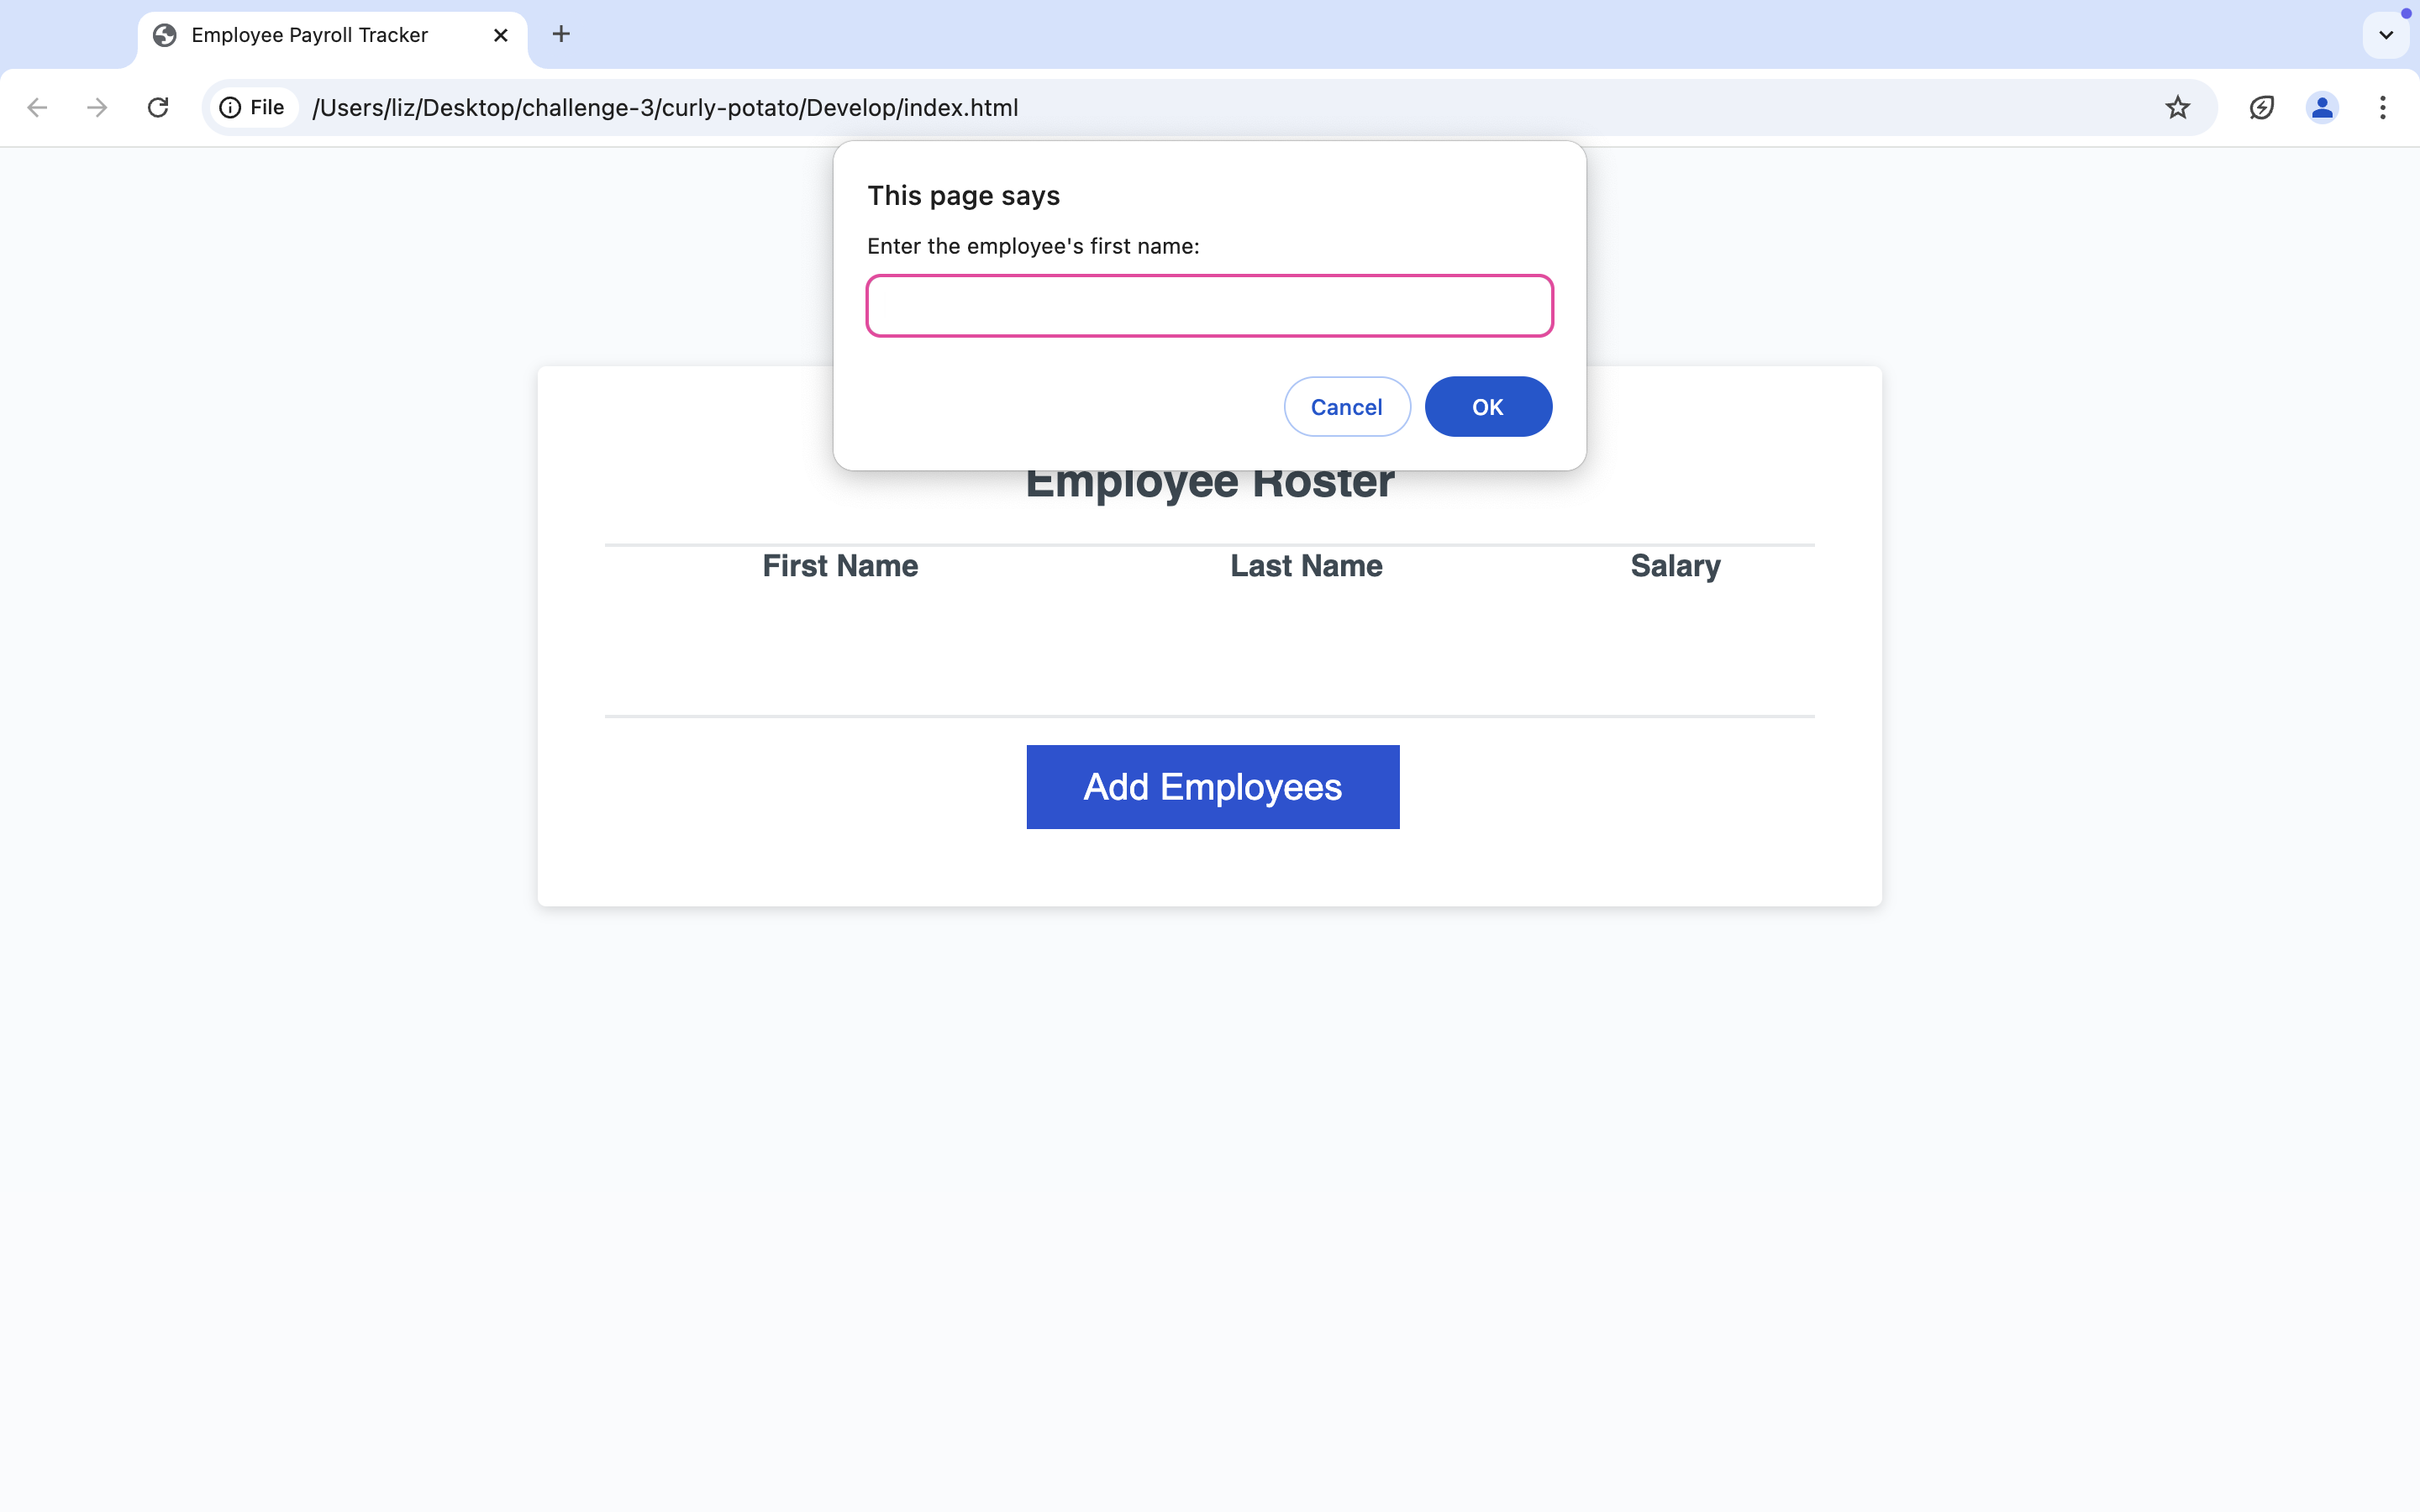 Employee Payroll Tracker
File /Users/liz/Desktop/challenge-3/curly-potato/Develop/index.html
This page says
Enter the employee's first name:
Cancel OK
Employee Roster
First Name Last Name Salary
Add Employees